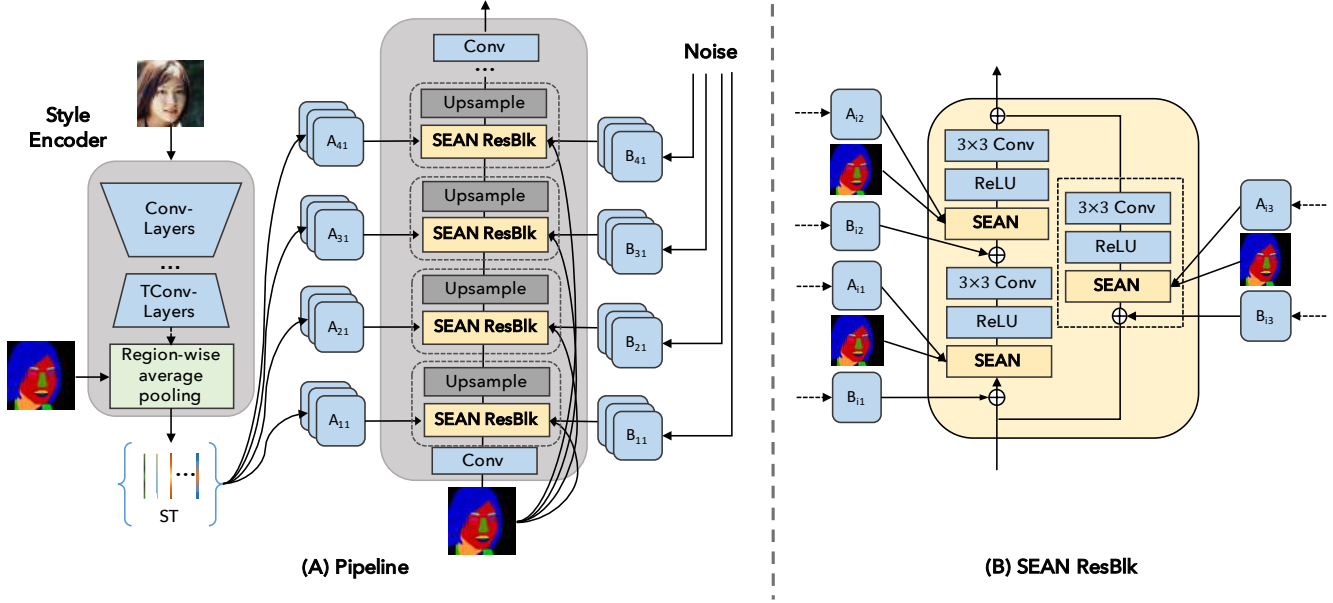 Style
Encoder
Conv-
Layers
...
TConv-
Layers
Region-wise
average
pooling
...
ST
Conv
...
Upsample
SEAN ResBlk
Upsample
SEAN ResBlk
Upsample
SEAN ResBlk
Upsample
SEAN ResBlk
Conv
A41
A31
A21
A11
Noise
B41
B31
B21
B11
(A) Pipeline
Ai2
Bi2
Ai1
Bi1
3×3 Conv
ReLU
SEAN
3×3 Conv
ReLU
SEAN
3×3 Conv
ReLU
SEAN
Ai3
Bi3
(B) SEAN ResBlk